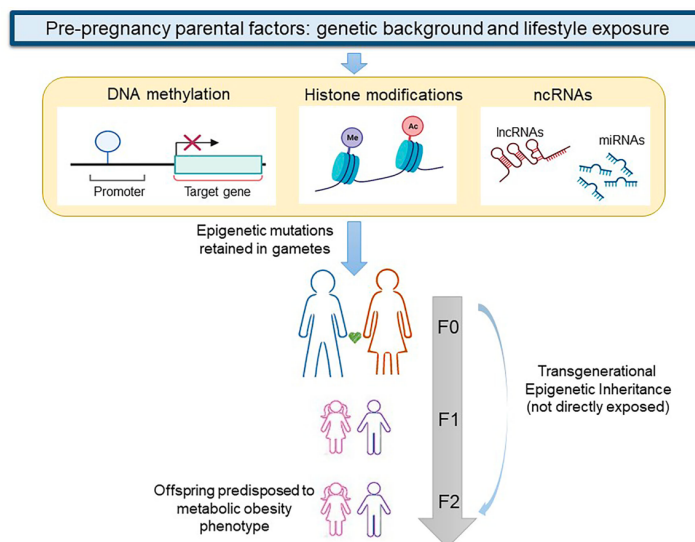 Pre-pregnancy parental factors: genetic background and lifestyle exposure
DNA methylation
Histone modifications
ncRNAs
Promoter
Target gene
Me
Ac
lncRNAs
miRNAs
Epigenetic mutations
retained in gametes
F0
Transgenerational
Epigenetic Inheritance
(not directly exposed)
F1
Offspring predisposed to
metabolic obesity
phenotype
F2